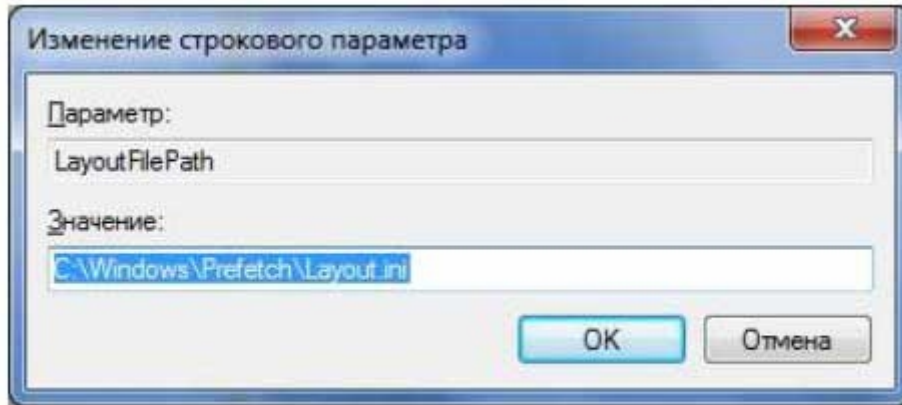 Изменение строкового параметра
Параметр:
LayoutFilePath
Значение:
C:\Windows\Prefetch\Layout.ini
OK
Отмена